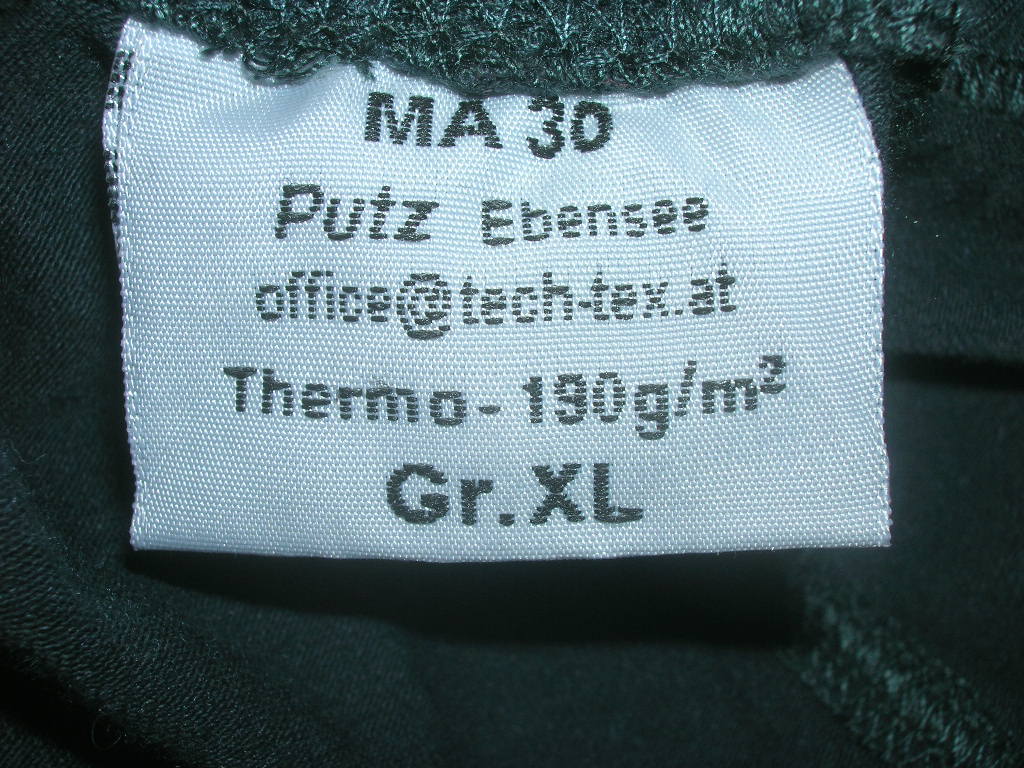 MA 30
Putz Ebensee
office@tech-tex.at
Thermo - 190g/m²
Gr. XL